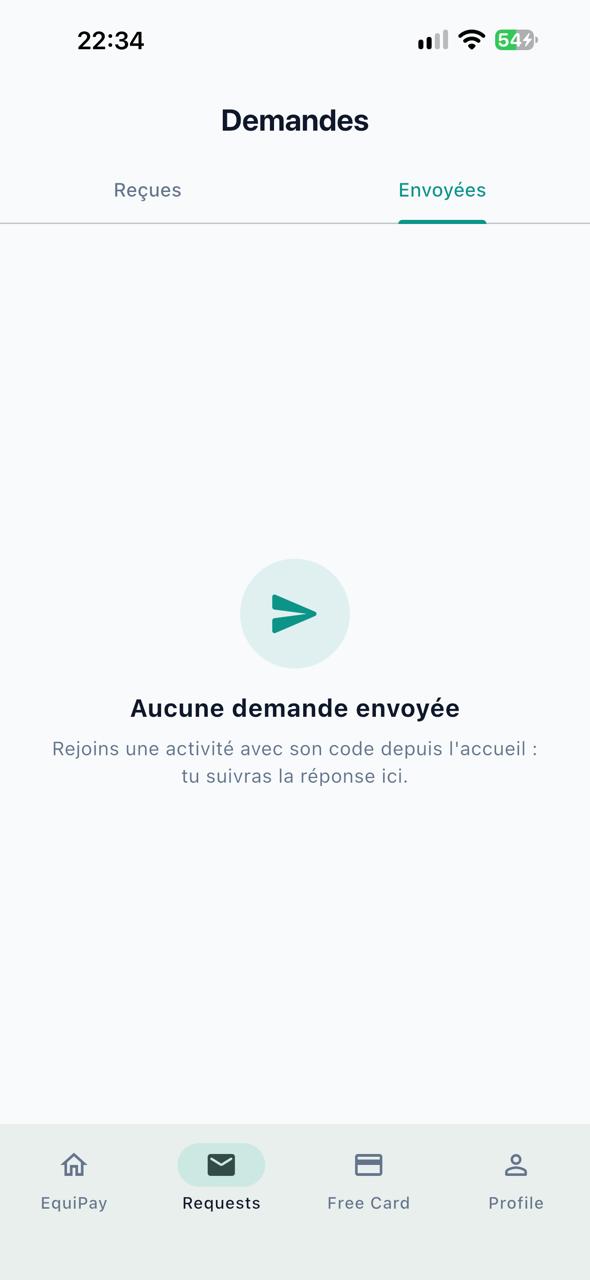 22:34
54
Demandes
Reçues
Envoyées
Aucune demande envoyée
Rejoins une activité avec son code depuis l'accueil :
tu suivras la réponse ici.
EquiPay
Requests
Free Card
Profile